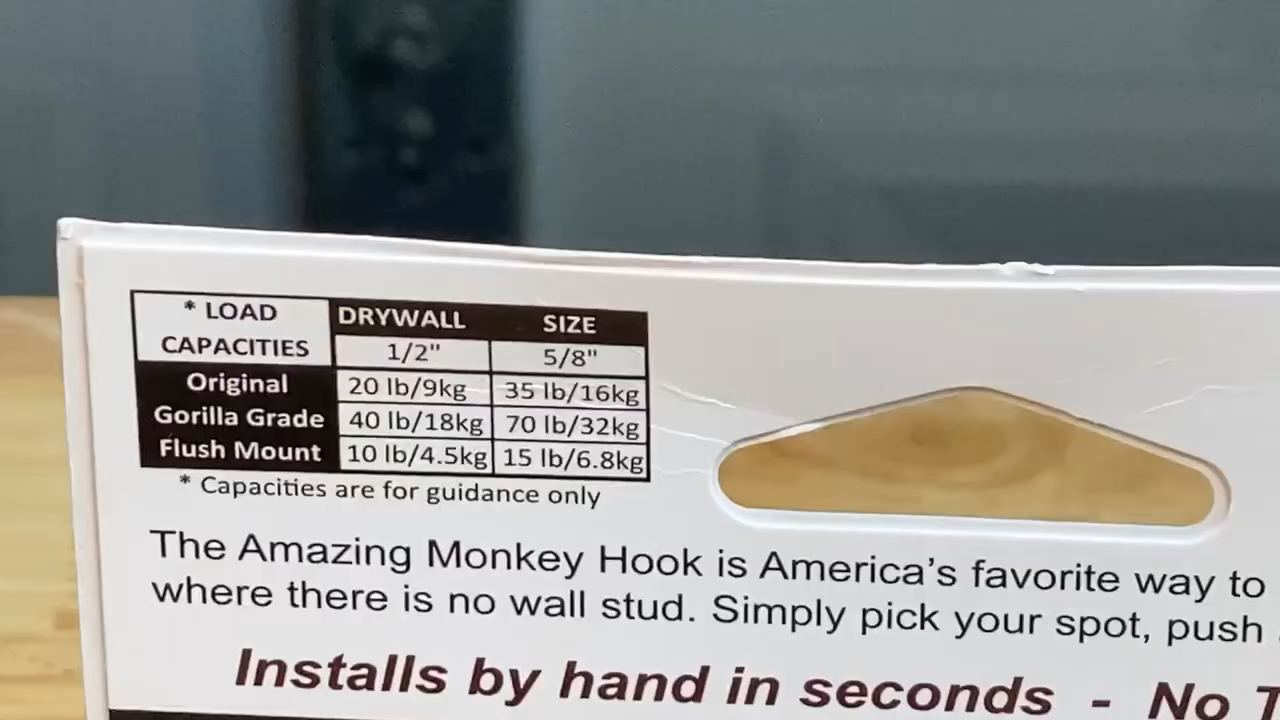 * LOAD CAPACITIES DRYWALL SIZE
1/2" 5/8"
Original 20 lb/9kg 35 lb/16kg
Gorilla Grade 40 lb/18kg 70 lb/32kg
Flush Mount 10 lb/4.5kg 15 lb/6.8kg
* Capacities are for guidance only
The Amazing Monkey Hook is America's favorite way to
where there is no wall stud. Simply pick your spot, push
Installs by hand in seconds - No